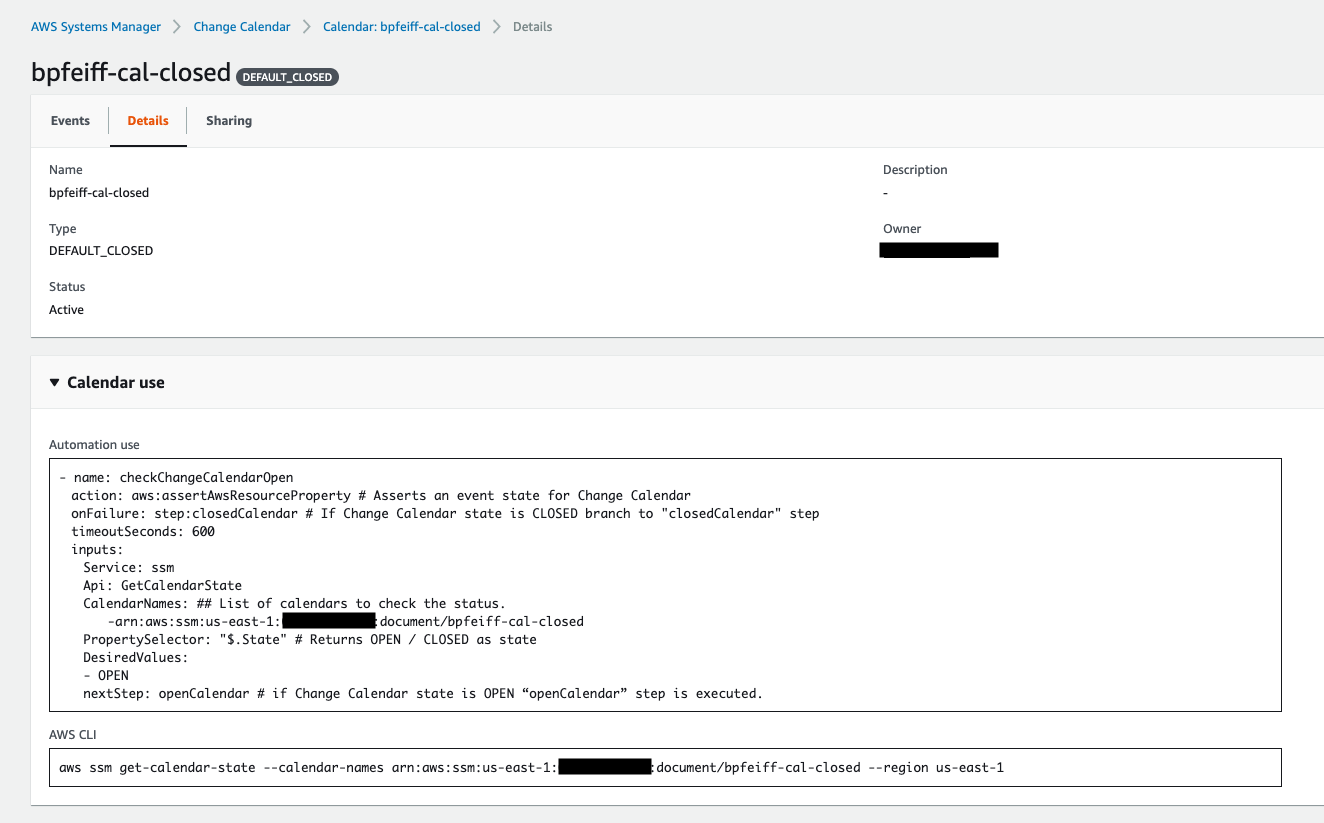 AWS Systems Manager > Change Calendar > Calendar: bpfeiff-cal-closed > Details
bpfeiff-cal-closed DEFAULT_CLOSED
Events Details Sharing
Name Description
bpfeiff-cal-closed -
Type Owner
DEFAULT_CLOSED
Status
Active
Calendar use
Automation use
- name: checkChangeCalendarOpen
action: aws:assertAwsResourceProperty # Asserts an event state for Change Calendar
onFailure: step:closedCalendar # If Change Calendar state is CLOSED branch to "closedCalendar" step
timeoutSeconds: 600
inputs:
Service: ssm
Api: GetCalendarState
CalendarNames: ## List of calendars to check the status.
-arn:aws:ssm:us-east-1: :document/bpfeiff-cal-closed
PropertySelector: "$.State" # Returns OPEN / CLOSED as state
DesiredValues:
- OPEN
nextStep: openCalendar # if Change Calendar state is OPEN “openCalendar” step is executed.
AWS CLI
aws ssm get-calendar-state --calendar-names arn:aws:ssm:us-east-1: :document/bpfeiff-cal-closed --region us-east-1